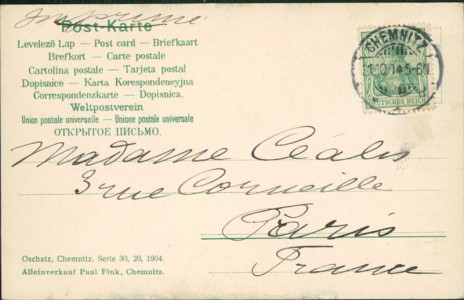 Imprimé
Post-Karte
Levelező Lap — Post card — Briefkaart
Brefkort — Carte postale
Cartolina postale — Tarjeta postal
Dopisnice — Karta Korespondencyjna
Correspondenzkarte — Dopisnica.
Weltpostverein
Union postale universelle — Unione postale universale
ОТКРЫТОЕ ПИСЬМО.
CHEMNITZ
DEUTSCHES REICH
Madame Céalis
3 rue Corneille
Paris
France
Oschatz, Chemnitz, Serie 30, 20, 1904.
Alleinverkauf Paul Fink, Chemnitz.